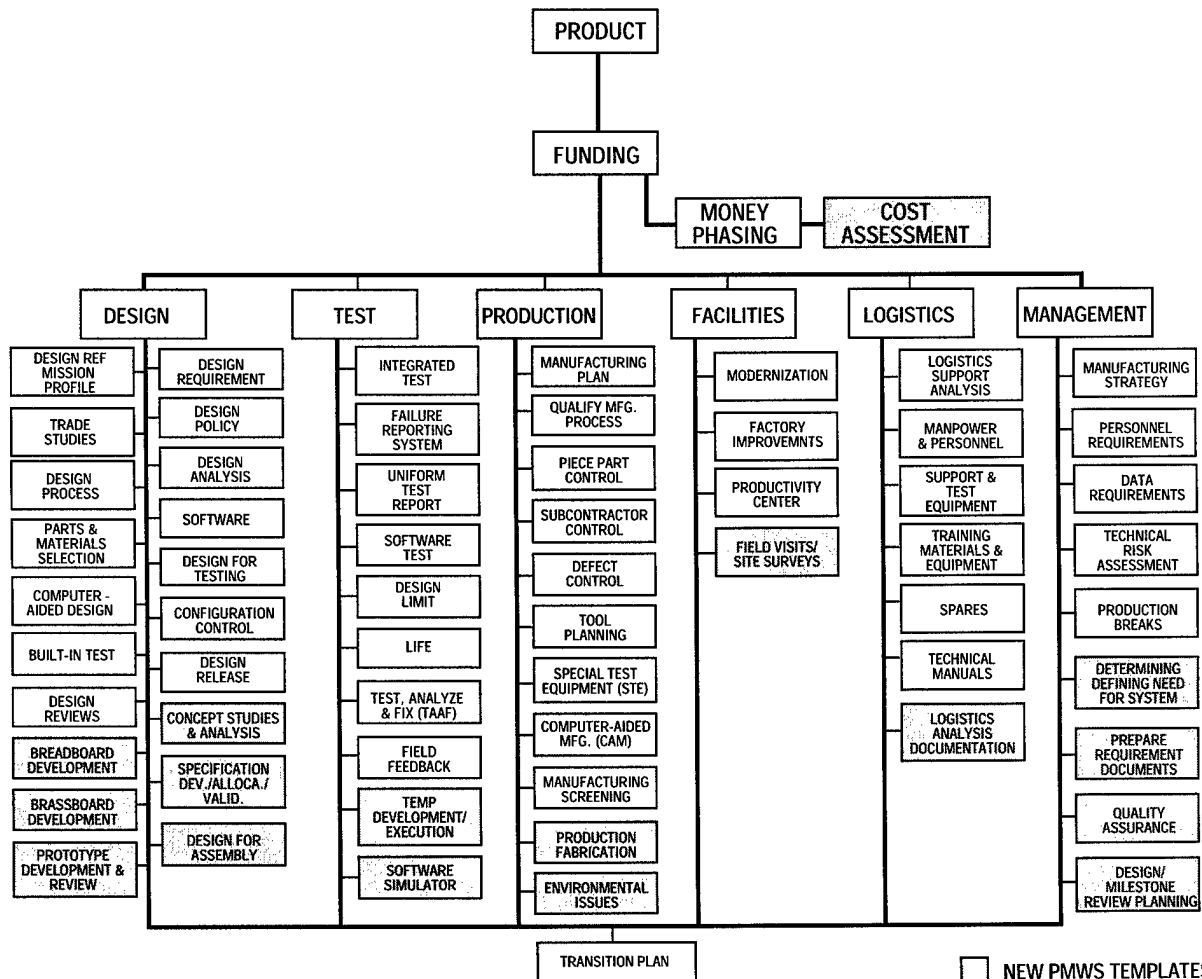 PRODUCT
FUNDING
MONEY
PHASING
COST
ASSESSMENT
DESIGN
TEST
PRODUCTION
FACILITIES
LOGISTICS
MANAGEMENT
DESIGN REF
MISSION
PROFILE
TRADE
STUDIES
DESIGN
PROCESS
PARTS &
MATERIALS
SELECTION
COMPUTER -
AIDED DESIGN
BUILT-IN TEST
DESIGN
REVIEWS
BREADBOARD
DEVELOPMENT
BRASSBOARD
DEVELOPMENT
PROTOTYPE
DEVELOPMENT &
REVIEW
DESIGN
REQUIREMENT
DESIGN
POLICY
DESIGN
ANALYSIS
SOFTWARE
DESIGN FOR
TESTING
CONFIGURATION
CONTROL
DESIGN
RELEASE
CONCEPT STUDIES
& ANALYSIS
SPECIFICATION
DEV./ALLOCA./
VALID.
DESIGN FOR
ASSEMBLY
INTEGRATED
TEST
FAILURE
REPORTING
SYSTEM
UNIFORM
TEST
REPORT
SOFTWARE
TEST
DESIGN
LIMIT
LIFE
TEST, ANALYZE
& FIX (TAAF)
FIELD
FEEDBACK
TEMP
DEVELOPMENT/
EXECUTION
SOFTWARE
SIMULATOR
MANUFACTURING
PLAN
QUALIFY MFG.
PROCESS
PIECE PART
CONTROL
SUBCONTRACTOR
CONTROL
DEFECT
CONTROL
TOOL
PLANNING
SPECIAL TEST
EQUIPMENT (STE)
COMPUTER-AIDED
MFG. (CAM)
MANUFACTURING
SCREENING
PRODUCTION
FABRICATION
ENVIRONMENTAL
ISSUES
MODERNIZATION
FACTORY
IMPROVEMNTS
PRODUCTIVITY
CENTER
FIELD VISITS/
SITE SURVEYS
LOGISTICS
SUPPORT
ANALYSIS
MANPOWER
& PERSONNEL
SUPPORT &
TEST
EQUIPMENT
TRAINING
MATERIALS &
EQUIPMENT
SPARES
TECHNICAL
MANUALS
LOGISTICS
ANALYSIS
DOCUMENTATION
MANUFACTURING
STRATEGY
PERSONNEL
REQUIREMENTS
DATA
REQUIREMENTS
TECHNICAL
RISK
ASSESSMENT
PRODUCTION
BREAKS
DETERMINING
DEFINING NEED
FOR SYSTEM
PREPARE
REQUIREMENT
DOCUMENTS
QUALITY
ASSURANCE
DESIGN/
MILESTONE
REVIEW PLANNING
TRANSITION PLAN
NEW PMWS TEMPLATES